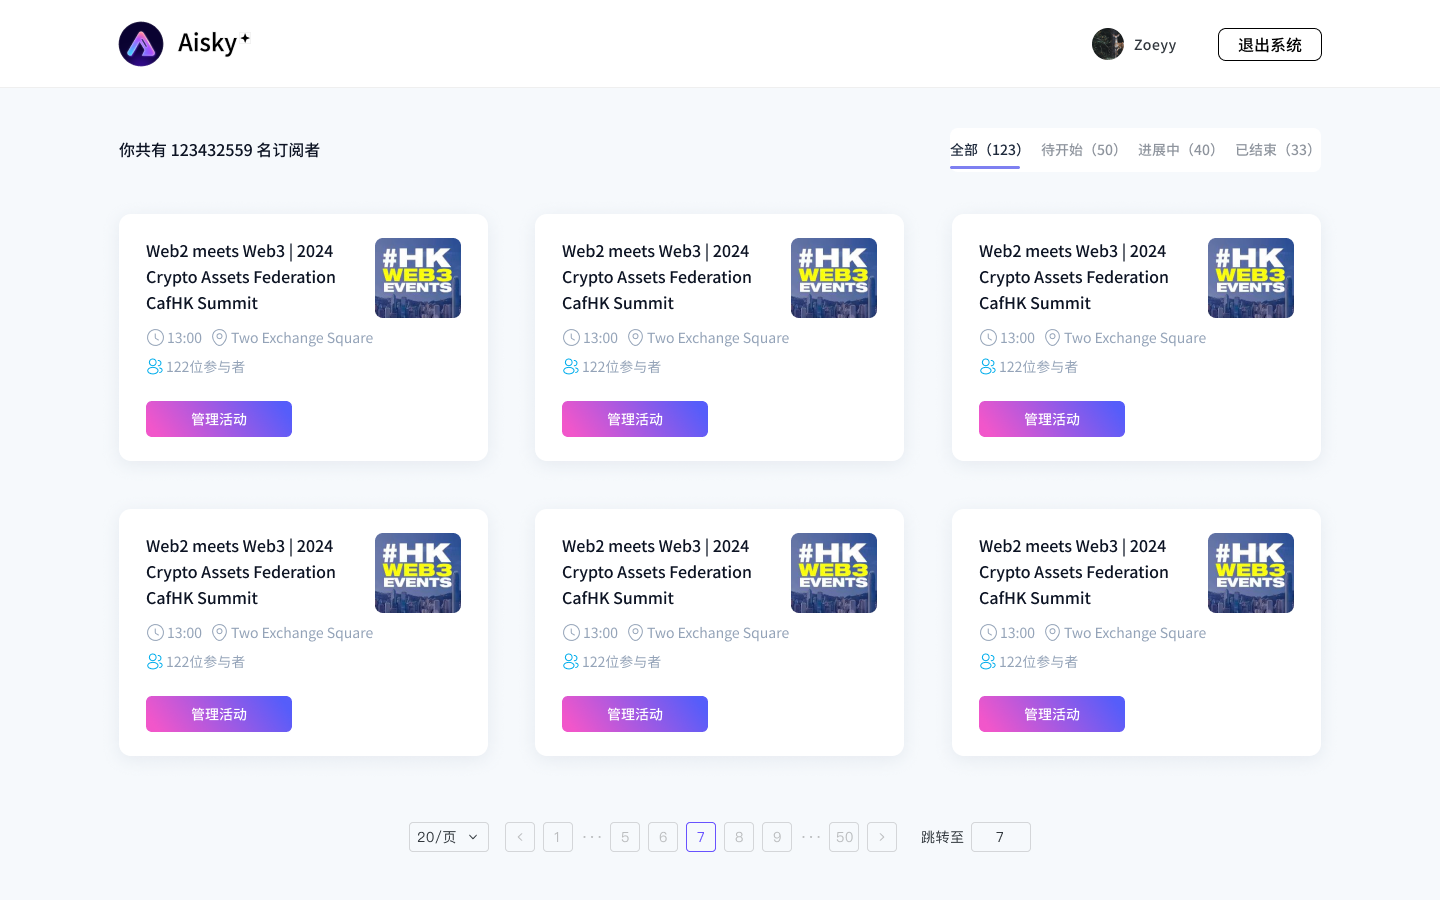 Aisky
Zoeyy
退出系统
你共有 123432559 名订阅者
全部（123） 待开始（50） 进展中（40） 已结束（33）
Web2 meets Web3 | 2024
Crypto Assets Federation
CafHK Summit
#HK
WEB3
EVENTS
13:00 Two Exchange Square
122位参与者
管理活动
Web2 meets Web3 | 2024
Crypto Assets Federation
CafHK Summit
#HK
WEB3
EVENTS
13:00 Two Exchange Square
122位参与者
管理活动
Web2 meets Web3 | 2024
Crypto Assets Federation
CafHK Summit
#HK
WEB3
EVENTS
13:00 Two Exchange Square
122位参与者
管理活动
Web2 meets Web3 | 2024
Crypto Assets Federation
CafHK Summit
#HK
WEB3
EVENTS
13:00 Two Exchange Square
122位参与者
管理活动
Web2 meets Web3 | 2024
Crypto Assets Federation
CafHK Summit
#HK
WEB3
EVENTS
13:00 Two Exchange Square
122位参与者
管理活动
Web2 meets Web3 | 2024
Crypto Assets Federation
CafHK Summit
#HK
WEB3
EVENTS
13:00 Two Exchange Square
122位参与者
管理活动
20/页 < 1 ··· 5 6 7 8 9 ··· 50 > 跳转至 7